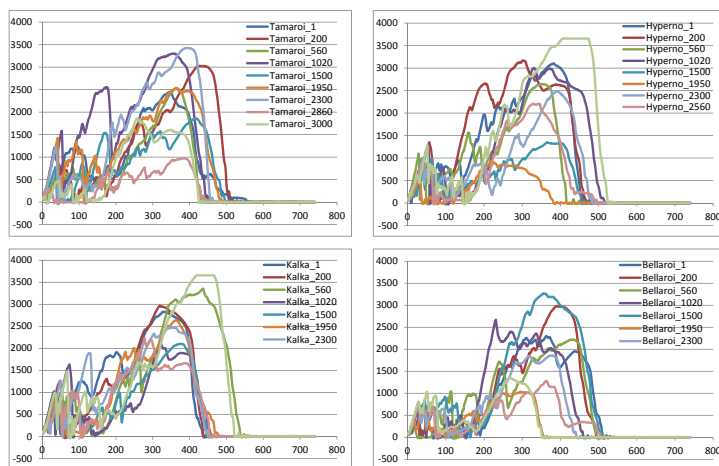 4000
3500
3000
2500
2000
1500
1000
500
0
-500
0 100 200 300 400 500 600 700 800
Tamaroi_1
Tamaroi_200
Tamaroi_560
Tamaroi_1020
Tamaroi_1500
Tamaroi_1950
Tamaroi_2300
Tamaroi_2860
Tamaroi_3000
4000
3500
3000
2500
2000
1500
1000
500
0
-500
0 100 200 300 400 500 600 700 800
Hyperno_1
Hyperno_200
Hyperno_560
Hyperno_1020
Hyperno_1500
Hyperno_1950
Hyperno_2300
Hyperno_2560
4000
3500
3000
2500
2000
1500
1000
500
0
-500
0 100 200 300 400 500 600 700 800
Kalka_1
Kalka_200
Kalka_560
Kalka_1020
Kalka_1500
Kalka_1950
Kalka_2300
4000
3500
3000
2500
2000
1500
1000
500
0
-500
0 100 200 300 400 500 600 700 800
Bellaroi_1
Bellaroi_200
Bellaroi_560
Bellaroi_1020
Bellaroi_1500
Bellaroi_1950
Bellaroi_2300